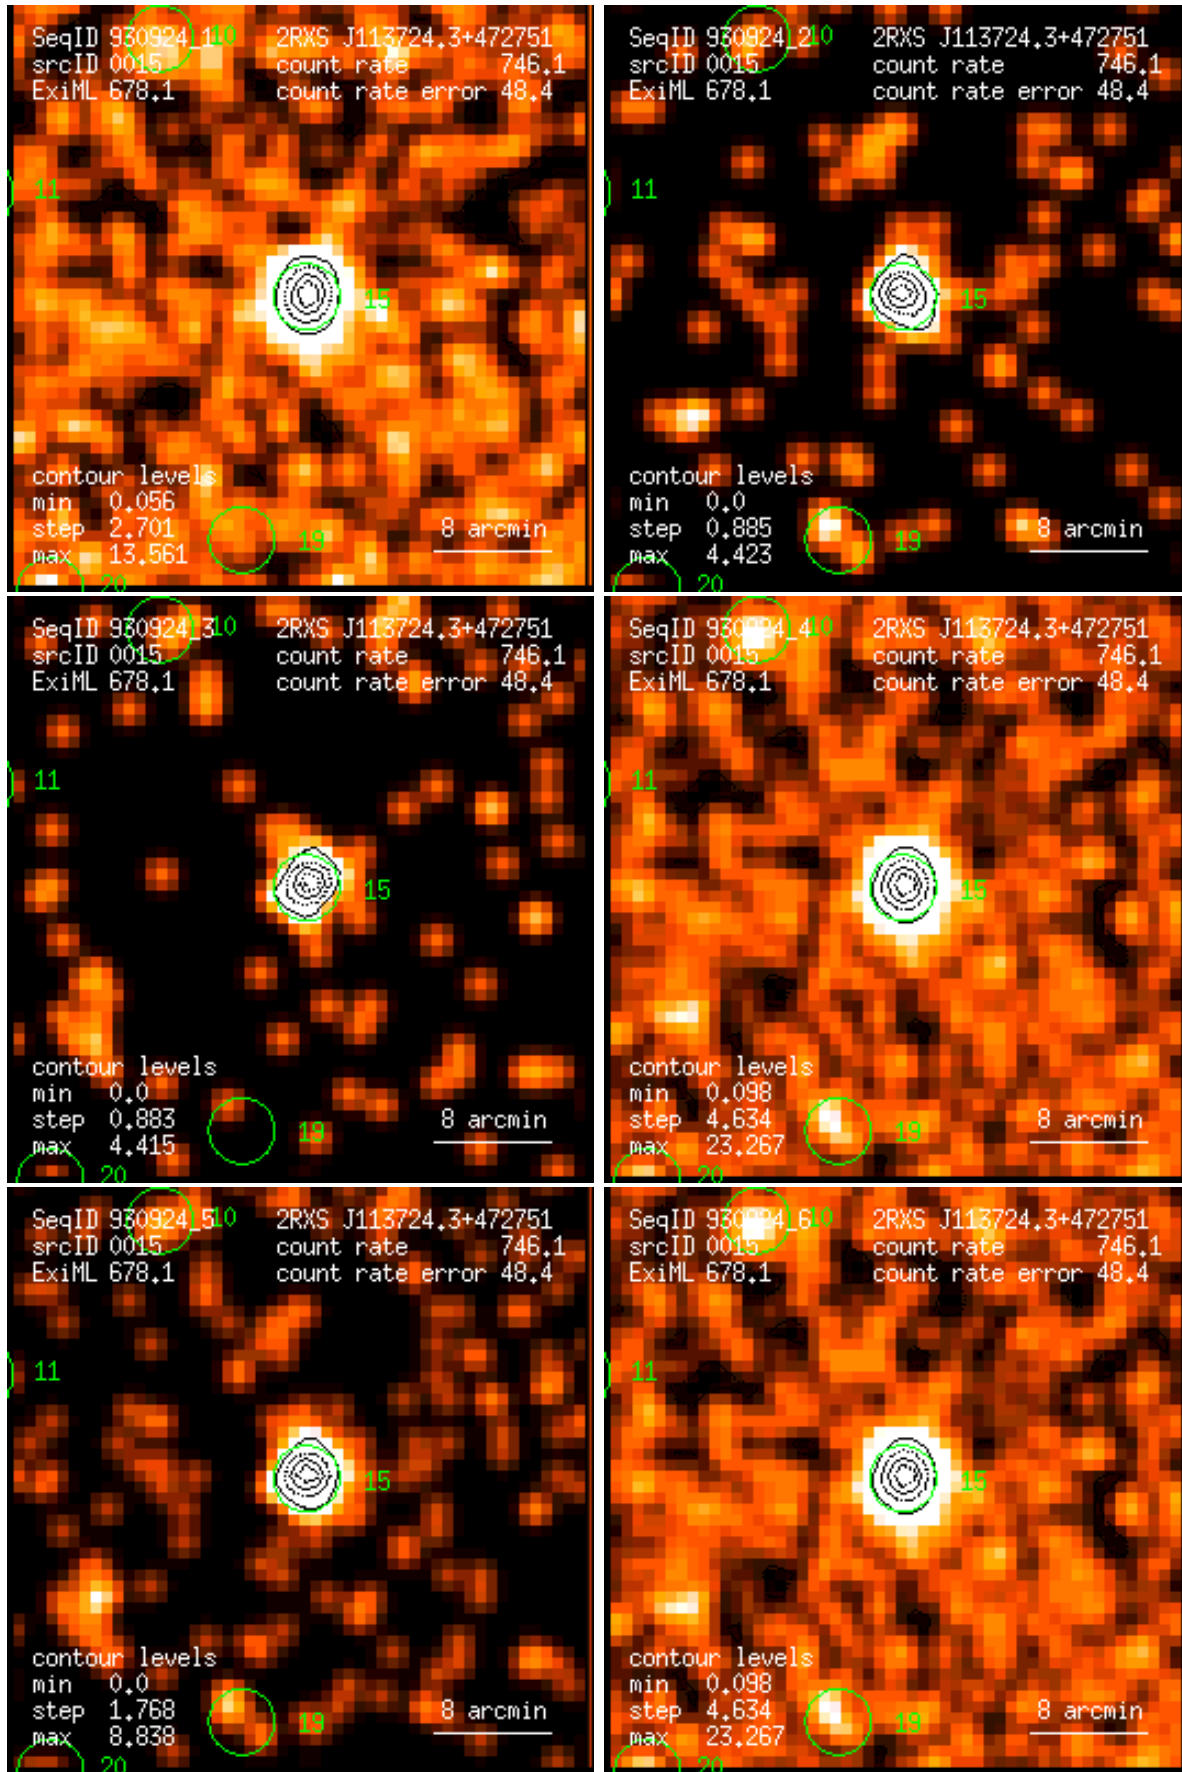 SeqID 930924_1 10 2RXS J113724.3+472751
srcID 0015 count rate 746.1
ExiML 678.1 count rate error 48.4
11
15
contour levels
min 0.056
step 2.701 8 arcmin
max 13.561 19
20
SeqID 930924_2 10 2RXS J113724.3+472751
srcID 0015 count rate 746.1
ExiML 678.1 count rate error 48.4
11
15
contour levels
min 0.0
step 0.885 8 arcmin
max 4.423 19
20
SeqID 930924_3 10 2RXS J113724.3+472751
srcID 0015 count rate 746.1
ExiML 678.1 count rate error 48.4
11
15
contour levels
min 0.0
step 0.883 8 arcmin
max 4.415 19
20
SeqID 930924_4 10 2RXS J113724.3+472751
srcID 0015 count rate 746.1
ExiML 678.1 count rate error 48.4
11
15
contour levels
min 0.098
step 4.634 8 arcmin
max 23.267 19
20
SeqID 930924_5 10 2RXS J113724.3+472751
srcID 0015 count rate 746.1
ExiML 678.1 count rate error 48.4
11
15
contour levels
min 0.0
step 1.768 8 arcmin
max 8.838 19
20
SeqID 930924_6 10 2RXS J113724.3+472751
srcID 0015 count rate 746.1
ExiML 678.1 count rate error 48.4
11
15
contour levels
min 0.098
step 4.634 8 arcmin
max 23.267 19
20